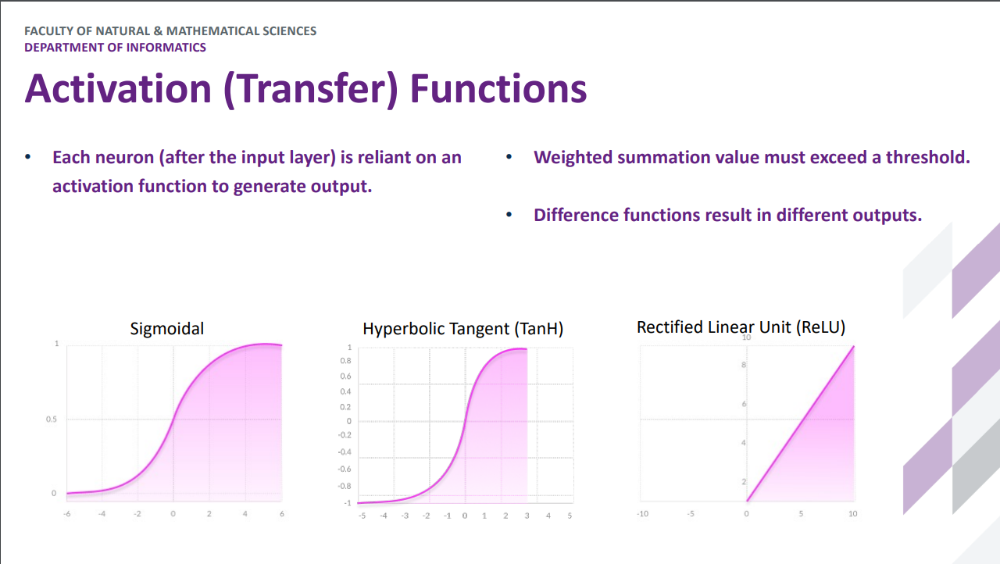 FACULTY OF NATURAL & MATHEMATICAL SCIENCES
DEPARTMENT OF INFORMATICS
Activation (Transfer) Functions
• Each neuron (after the input layer) is reliant on an
activation function to generate output.
• Weighted summation value must exceed a threshold.
• Difference functions result in different outputs.
Sigmoidal
1
0.5
0
-6 -4 -2 0 2 4 6
Hyperbolic Tangent (TanH)
1
0.8
0.6
0.4
0.2
0
-0.2
-0.4
-0.6
-0.8
-1
-5 -4 -3 -2 -1 0 1 2 3 4 5
Rectified Linear Unit (ReLU)
10
8
6
4
2
-10 -5 0 5 10